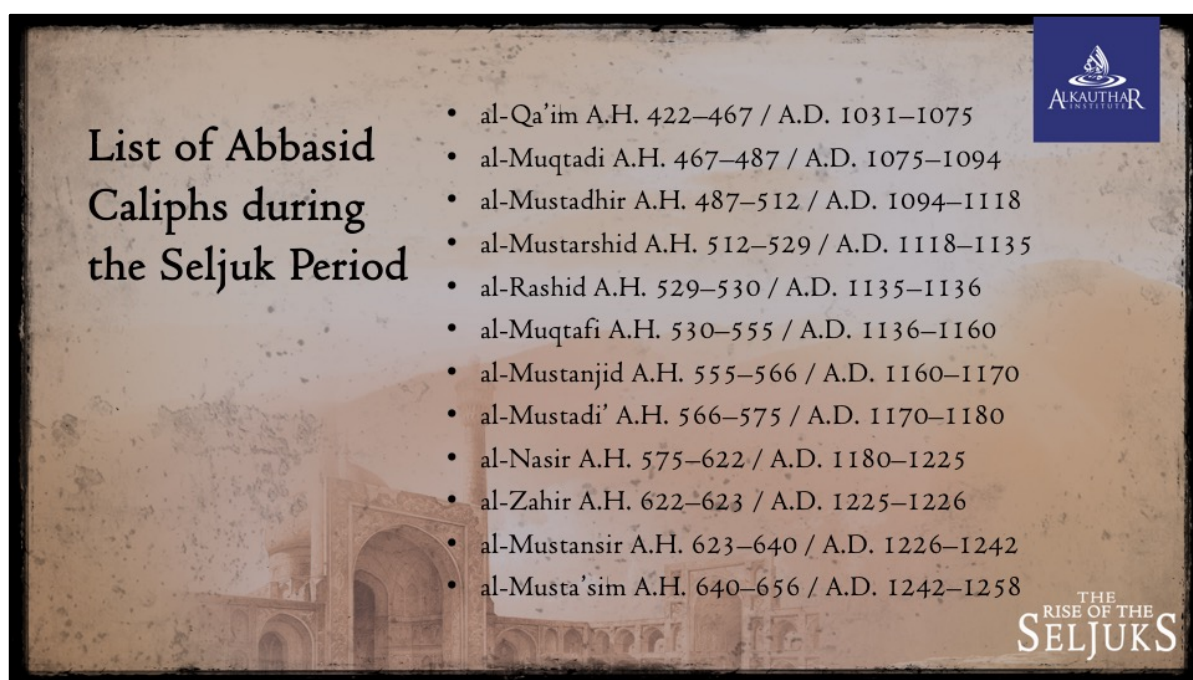 List of Abbasid
Caliphs during
the Seljuk Period
• al-Qa’im A.H. 422–467 / A.D. 1031–1075
• al-Muqtadi A.H. 467–487 / A.D. 1075–1094
• al-Mustadhir A.H. 487–512 / A.D. 1094–1118
• al-Mustarshid A.H. 512–529 / A.D. 1118–1135
• al-Rashid A.H. 529–530 / A.D. 1135–1136
• al-Muqtafi A.H. 530–555 / A.D. 1136–1160
• al-Mustanjid A.H. 555–566 / A.D. 1160–1170
• al-Mustadi’ A.H. 566–575 / A.D. 1170–1180
• al-Nasir A.H. 575–622 / A.D. 1180–1225
• al-Zahir A.H. 622–623 / A.D. 1225–1226
• al-Mustansir A.H. 623–640 / A.D. 1226–1242
• al-Musta’sim A.H. 640–656 / A.D. 1242–1258
ALKAUTHAR
INSTITUTE
THE
RISE OF THE
SELJUKS